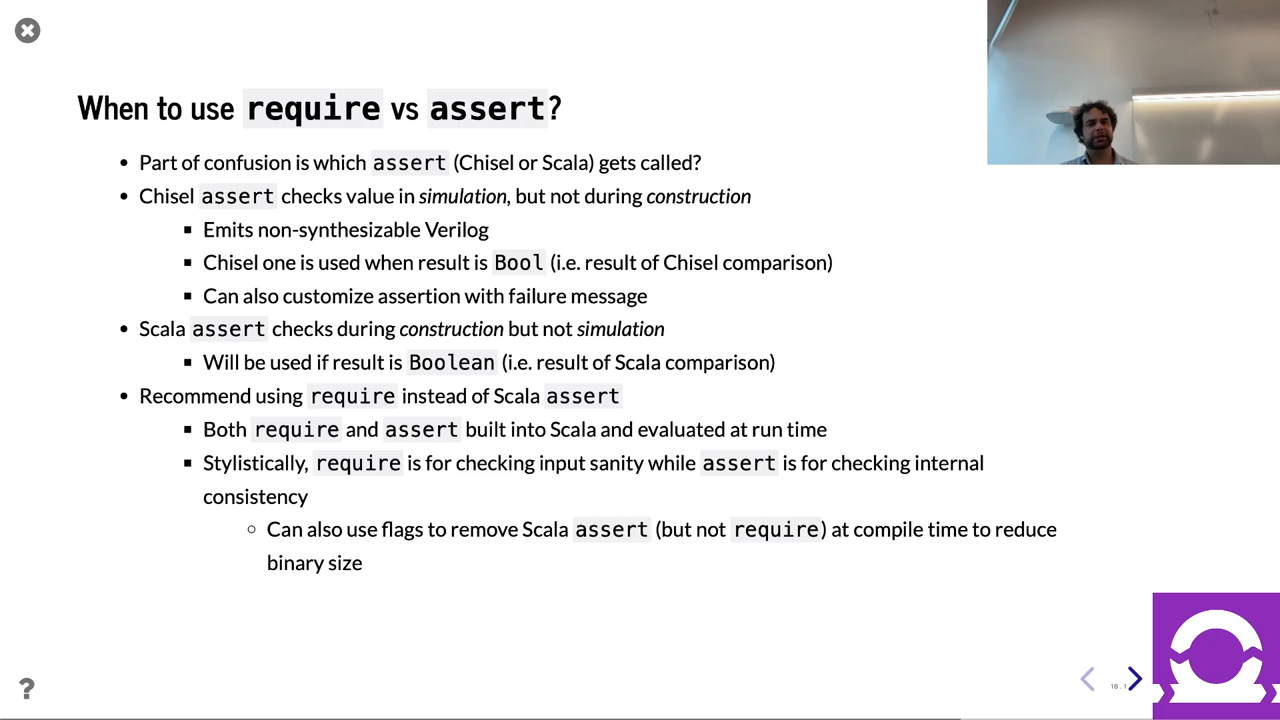 When to use require vs assert?
Part of confusion is which assert (Chisel or Scala) gets called?
Chisel assert checks value in simulation, but not during construction
Emits non-synthesizable Verilog
Chisel one is used when result is Bool (i.e. result of Chisel comparison)
Can also customize assertion with failure message
Scala assert checks during construction but not simulation
Will be used if result is Boolean (i.e. result of Scala comparison)
Recommend using require instead of Scala assert
Both require and assert built into Scala and evaluated at run time
Stylistically, require is for checking input sanity while assert is for checking internal
consistency
Can also use flags to remove Scala assert (but not require) at compile time to reduce
binary size
?
16.1